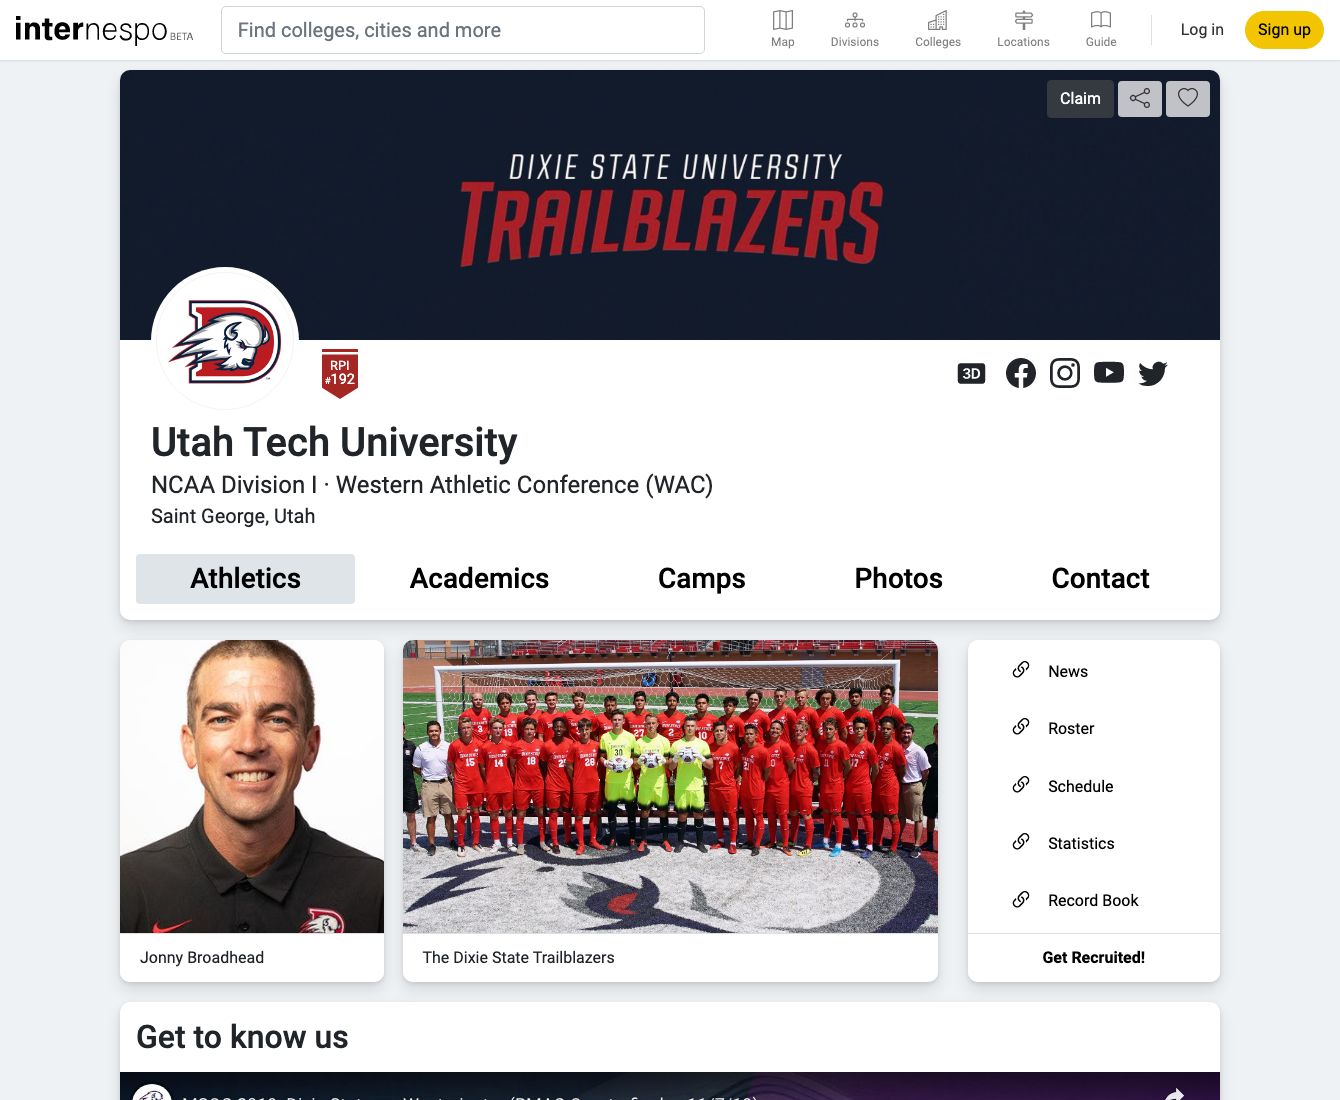 internespo BETA
Find colleges, cities and more
Map
Divisions
Colleges
Locations
Guide
Log in
Sign up
Claim
DIXIE STATE UNIVERSITY
TRAILBLAZERS
RPI
#192
3D
Utah Tech University
NCAA Division I · Western Athletic Conference (WAC)
Saint George, Utah
Athletics
Academics
Camps
Photos
Contact
News
Roster
Schedule
Statistics
Record Book
Jonny Broadhead
The Dixie State Trailblazers
Get Recruited!
Get to know us